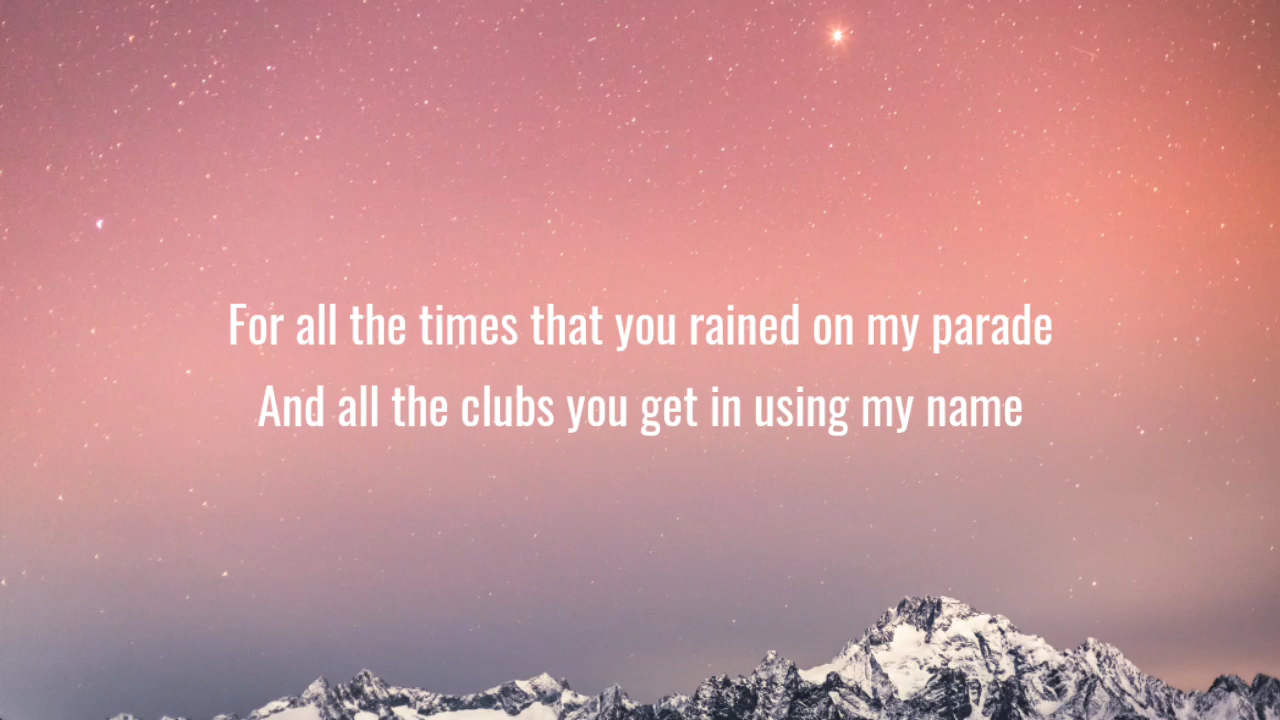 For all the times that you rained on my parade
And all the clubs you get in using my name